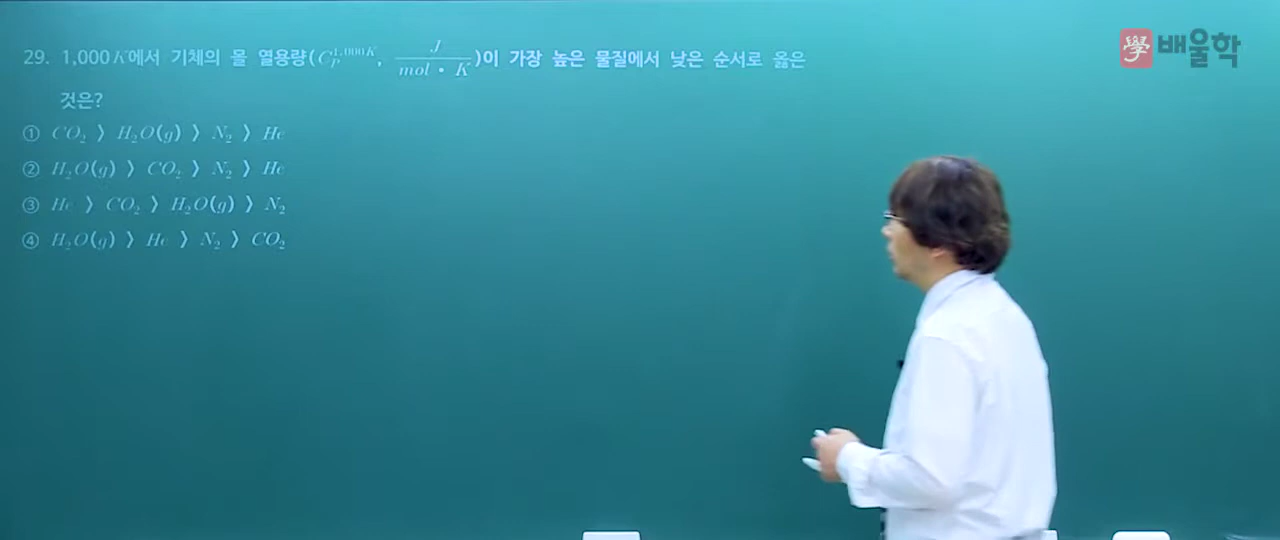 29. 1,000K에서 기체의 몰 열용량(C_P^{1,000K}, \frac{J}{mol · K})이 가장 높은 물질에서 낮은 순서로 옳은
것은?
① CO₂ > H₂O(g) > N₂ > He
② H₂O(g) > CO₂ > N₂ > He
③ He > CO₂ > H₂O(g) > N₂
④ H₂O(g) > He > N₂ > CO₂
學 배울학